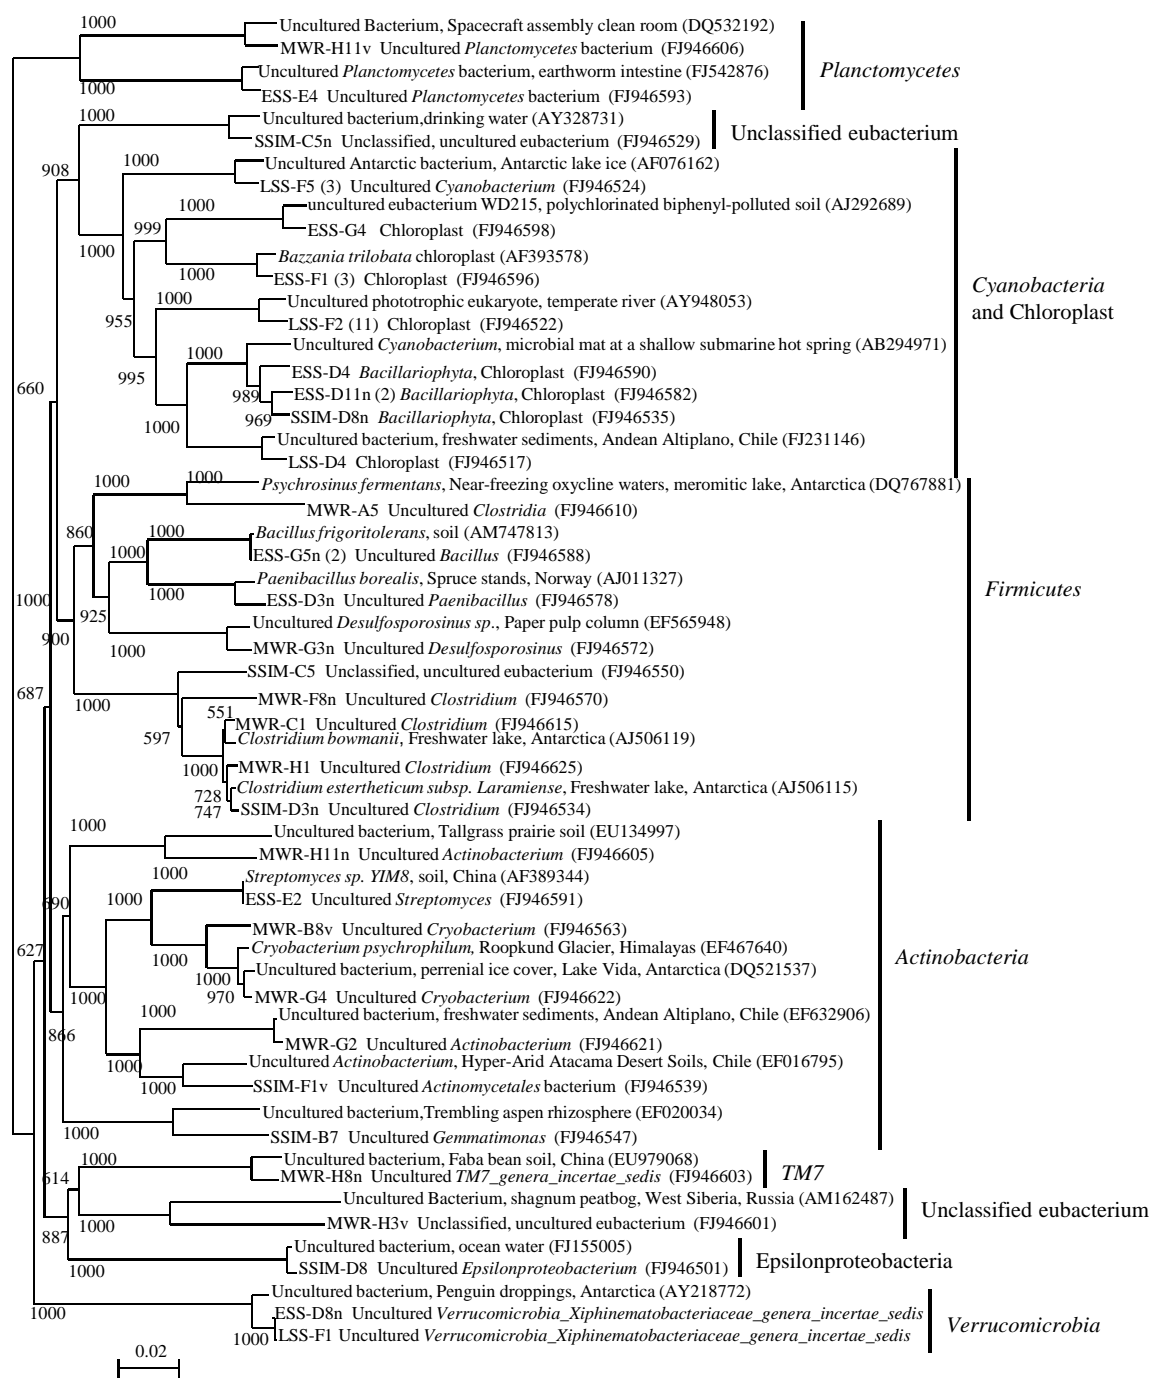 1000
Uncultured Bacterium, Spacecraft assembly clean room (DQ532192)
MWR-H11v Uncultured Planctomycetes bacterium (FJ946606)
Planctomycetes
Uncultured Planctomycetes bacterium, earthworm intestine (FJ542876)
1000
ESS-E4 Uncultured Planctomycetes bacterium (FJ946593)
1000
Uncultured bacterium,drinking water (AY328731)
Unclassified eubacterium
SSIM-C5n Unclassified, uncultured eubacterium (FJ946529)
908
1000
Uncultured Antarctic bacterium, Antarctic lake ice (AF076162)
LSS-F5 (3) Uncultured Cyanobacterium (FJ946524)
1000
uncultured eubacterium WD215, polychlorinated biphenyl-polluted soil (AJ292689)
999
ESS-G4 Chloroplast (FJ946598)
1000
Bazzania trilobata chloroplast (AF393578)
1000
ESS-F1 (3) Chloroplast (FJ946596)
Cyanobacteria
and Chloroplast
1000
Uncultured phototrophic eukaryote, temperate river (AY948053)
955
LSS-F2 (11) Chloroplast (FJ946522)
1000
Uncultured Cyanobacterium, microbial mat at a shallow submarine hot spring (AB294971)
995
ESS-D4 Bacillariophyta, Chloroplast (FJ946590)
660
989
ESS-D11n (2) Bacillariophyta, Chloroplast (FJ946582)
969
SSIM-D8n Bacillariophyta, Chloroplast (FJ946535)
1000
Uncultured bacterium, freshwater sediments, Andean Altiplano, Chile (FJ231146)
LSS-D4 Chloroplast (FJ946517)
1000
1000
Psychrosinus fermentans, Near-freezing oxycline waters, meromitic lake, Antarctica (DQ767881)
MWR-A5 Uncultured Clostridia (FJ946610)
860
1000
Bacillus frigoritolerans, soil (AM747813)
1000
ESS-G5n (2) Uncultured Bacillus (FJ946588)
Firmicutes
Paenibacillus borealis, Spruce stands, Norway (AJ011327)
1000
1000
ESS-D3n Uncultured Paenibacillus (FJ946578)
925
Uncultured Desulfosporosinus sp., Paper pulp column (EF565948)
900
1000
MWR-G3n Uncultured Desulfosporosinus (FJ946572)
SSIM-C5 Unclassified, uncultured eubacterium (FJ946550)
687
1000
MWR-F8n Uncultured Clostridium (FJ946570)
551
MWR-C1 Uncultured Clostridium (FJ946615)
597
Clostridium bowmanii, Freshwater lake, Antarctica (AJ506119)
1000
MWR-H1 Uncultured Clostridium (FJ946625)
728
Clostridium estertheticum subsp. Laramiense, Freshwater lake, Antarctica (AJ506115)
747
SSIM-D3n Uncultured Clostridium (FJ946534)
1000
Uncultured bacterium, Tallgrass prairie soil (EU134997)
MWR-H11n Uncultured Actinobacterium (FJ946605)
1000
Streptomyces sp. YIM8, soil, China (AF389344)
690
1000
ESS-E2 Uncultured Streptomyces (FJ946591)
MWR-B8v Uncultured Cryobacterium (FJ946563)
627
1000
Cryobacterium psychrophilum, Roopkund Glacier, Himalayas (EF467640)
Actinobacteria
1000
Uncultured bacterium, perrenial ice cover, Lake Vida, Antarctica (DQ521537)
1000
970
MWR-G4 Uncultured Cryobacterium (FJ946622)
1000
Uncultured bacterium, freshwater sediments, Andean Altiplano, Chile (EF632906)
866
MWR-G2 Uncultured Actinobacterium (FJ946621)
1000
Uncultured Actinobacterium, Hyper-Arid Atacama Desert Soils, Chile (EF016795)
1000
SSIM-F1v Uncultured Actinomycetales bacterium (FJ946539)
Uncultured bacterium,Trembling aspen rhizosphere (EF020034)
1000
SSIM-B7 Uncultured Gemmatimonas (FJ946547)
1000
Uncultured bacterium, Faba bean soil, China (EU979068)
614
MWR-H8n Uncultured TM7_genera_incertae_sedis (FJ946603)
TM7
Uncultured Bacterium, shagnum peatbog, West Siberia, Russia (AM162487)
Unclassified eubacterium
1000
MWR-H3v Unclassified, uncultured eubacterium (FJ946601)
887
Uncultured bacterium, ocean water (FJ155005)
Epsilonproteobacteria
1000
SSIM-D8 Uncultured Epsilonproteobacterium (FJ946501)
Uncultured bacterium, Penguin droppings, Antarctica (AY218772)
1000
ESS-D8n Uncultured Verrucomicrobia_Xiphinematobacteriaceae_genera_incertae_sedis
Verrucomicrobia
1000
LSS-F1 Uncultured Verrucomicrobia_Xiphinematobacteriaceae_genera_incertae_sedis
0.02